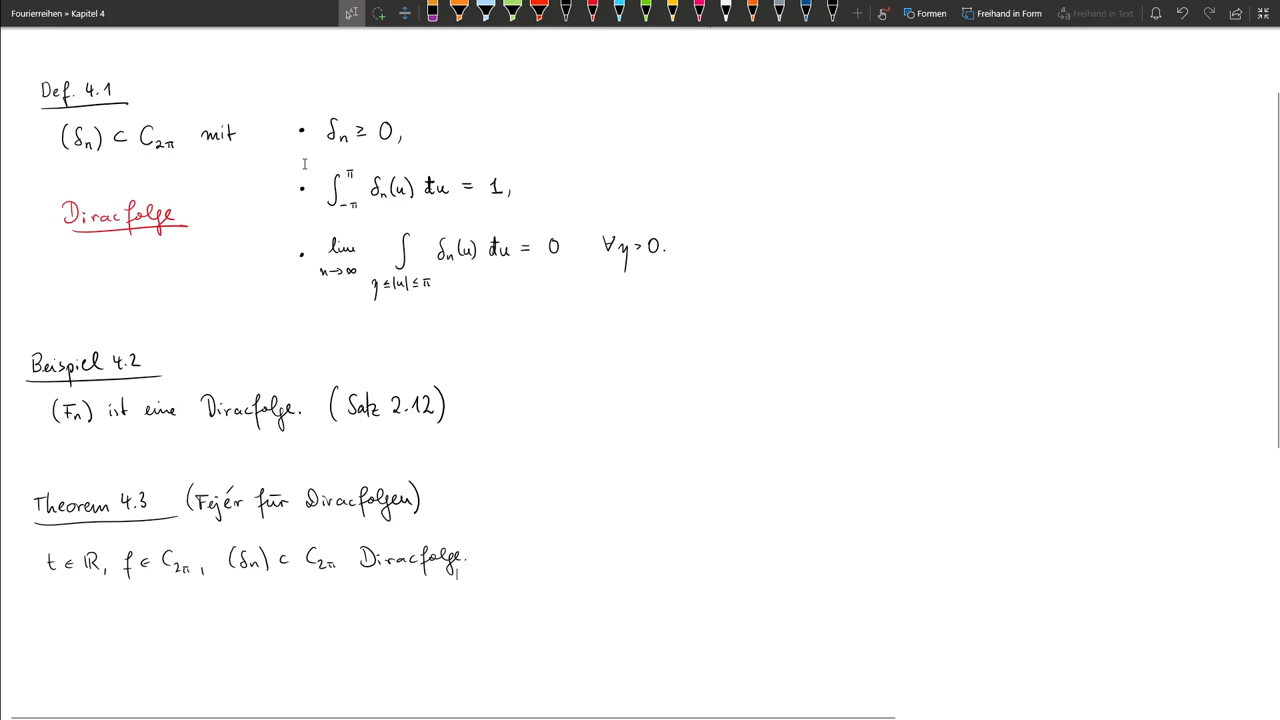 Fourierreihen » Kapitel 4
Formen
Freihand in Form
Freihand in Text
Def. 4.1
(δₙ) ⊂ C₂π mit
• δₙ ≥ 0,
• ∫_{-π}^{π} δₙ(u) đu = 1,
Diracfolge
• lim_{n→∞} ∫_{η≤|u|≤π} δₙ(u) đu = 0 ∀η>0.
Beispiel 4.2
(Fₙ) ist eine Diracfolge. (Satz 2.12)
Theorem 4.3 (Fejér für Diracfolgen)
t ∈ ℝ, f ∈ C₂π, (δₙ) ⊂ C₂π Diracfolge.